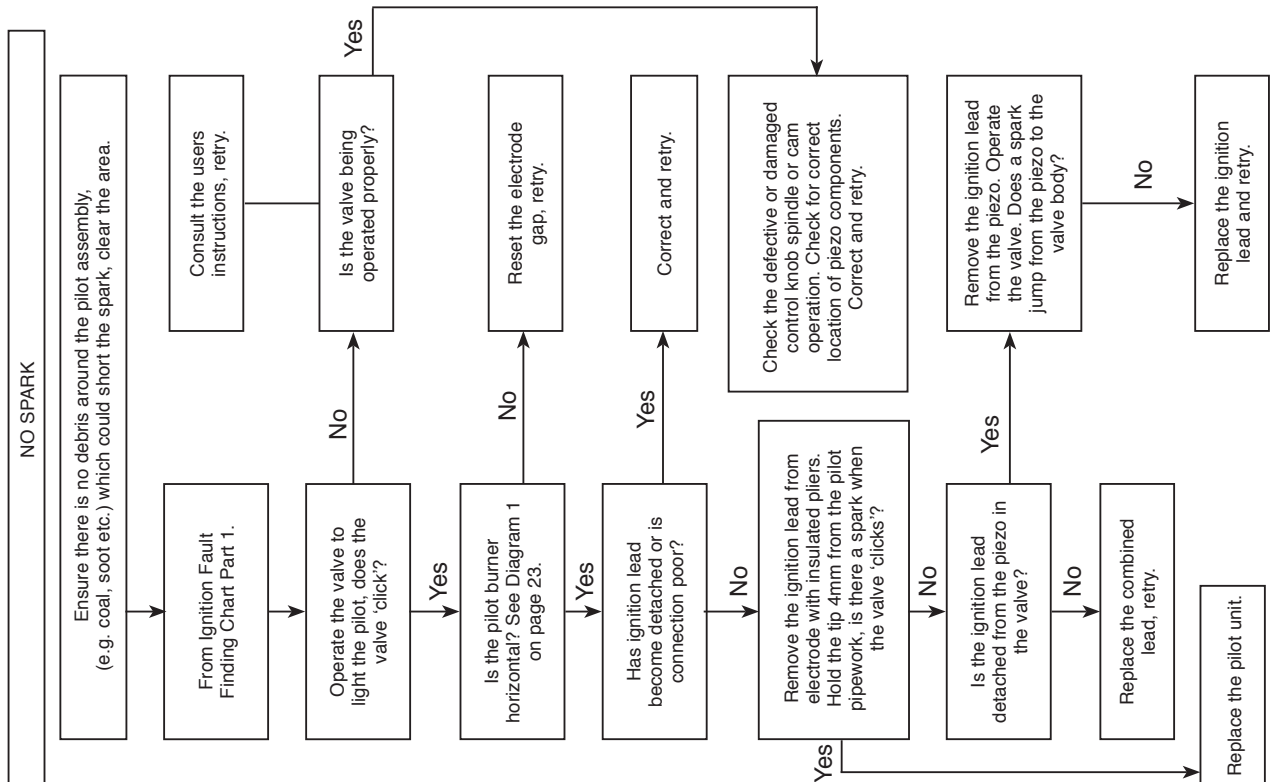 NO SPARK
Ensure there is no debris around the pilot assembly,
(e.g. coal, soot etc.) which could short the spark, clear the area.
From Ignition Fault
Finding Chart Part 1.
Consult the users
instructions, retry.
Operate the valve to
light the pilot, does the
valve ‘click’?
No
Is the valve being
operated properly?
Yes
Yes
Is the pilot burner
horizontal? See Diagram 1
on page 23.
No
Reset the electrode
gap, retry.
Yes
Has ignition lead
become detached or is
connection poor?
Yes
Correct and retry.
No
Remove the ignition lead from
electrode with insulated pliers.
Hold the tip 4mm from the pilot
pipework, is there a spark when
the valve ‘clicks’?
Check the defective or damaged
control knob spindle or cam
operation. Check for correct
location of piezo components.
Correct and retry.
Yes
No
Is the ignition lead
detached from the piezo in
the valve?
Yes
Remove the ignition lead
from the piezo. Operate
the valve. Does a spark
jump from the piezo to the
valve body?
No
No
Replace the combined
lead, retry.
Replace the ignition
lead and retry.
Replace the pilot unit.